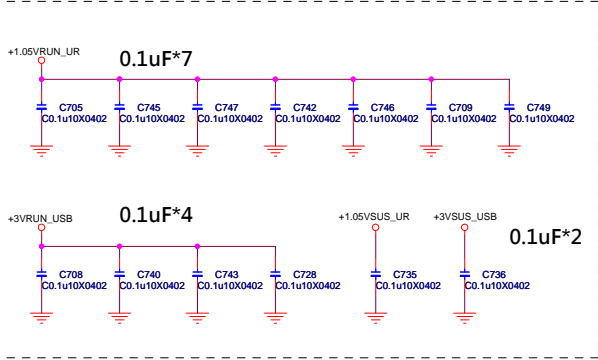 +1.05VRUN_UR
0.1uF*7
C705 C745 C747 C742 C746 C709 C749
C0.1u10X0402 C0.1u10X0402 C0.1u10X0402 C0.1u10X0402 C0.1u10X0402 C0.1u10X0402 C0.1u10X0402
+3VRUN_USB
0.1uF*4
+1.05VSUS_UR +3VSUS_USB
0.1uF*2
C708 C740 C743 C728 C735 C736
C0.1u10X0402 C0.1u10X0402 C0.1u10X0402 C0.1u10X0402 C0.1u10X0402 C0.1u10X0402